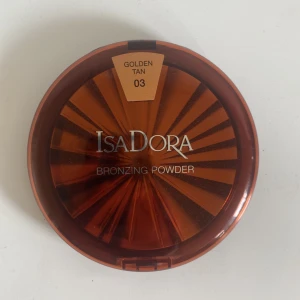 GOLDEN
TAN
03
ISADORA
BRONZING POWDER